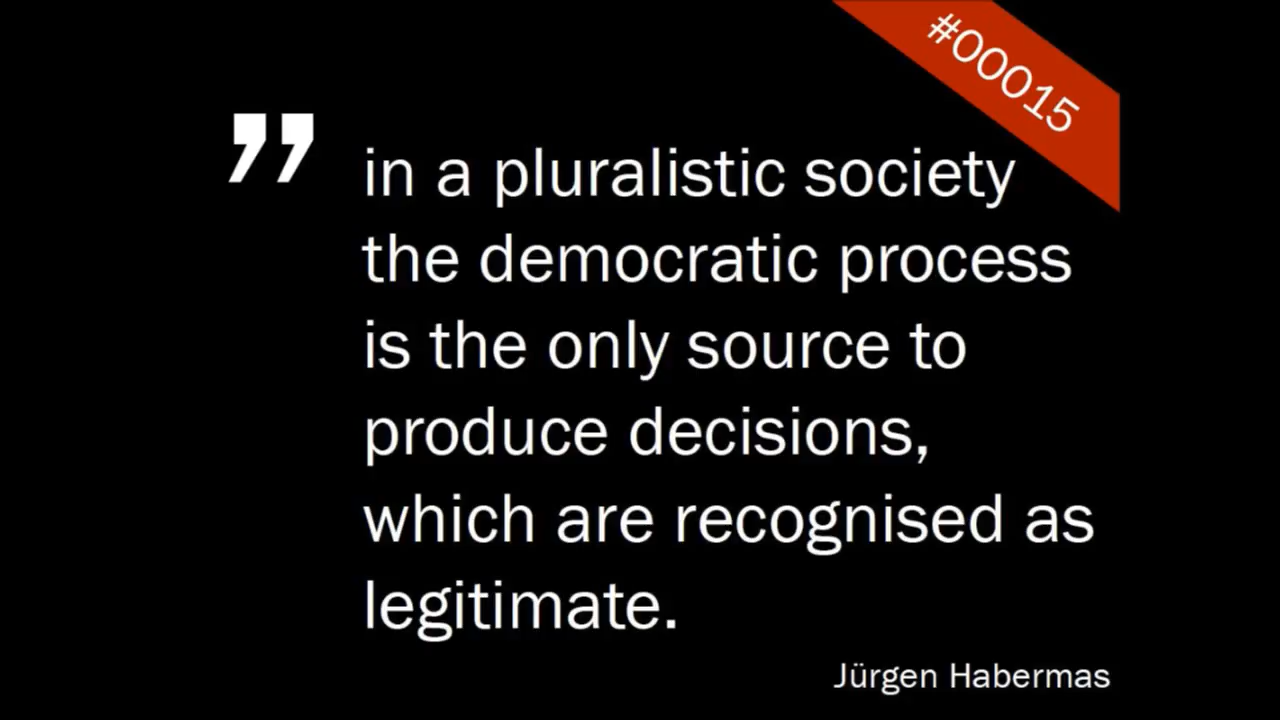 #00015
” in a pluralistic society
the democratic process
is the only source to
produce decisions,
which are recognised as
legitimate.
Jürgen Habermas